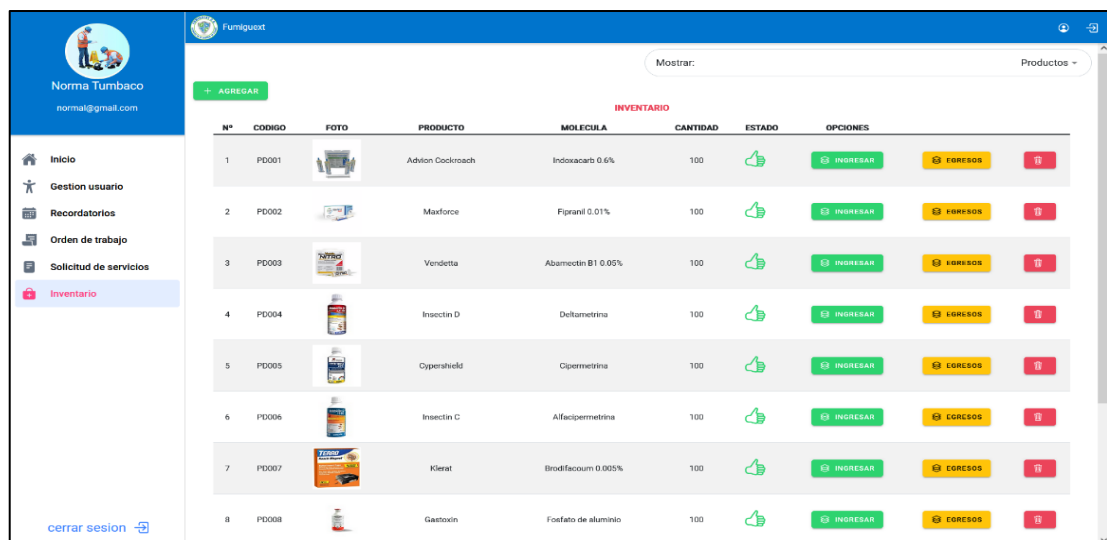 Fumiguext
Norma Tumbaco
normal@gmail.com
Inicio
Gestion usuario
Recordatorios
Orden de trabajo
Solicitud de servicios
Inventario
cerrar sesion
Mostrar: Productos
+ AGREGAR
INVENTARIO
Nº CODIGO FOTO PRODUCTO MOLECULA CANTIDAD ESTADO OPCIONES
1 PD001 Advion Cockroach Indoxacarb 0.6% 100 INGRESAR EGRESOS
2 PD002 Maxforce Fipranil 0.01% 100 INGRESAR EGRESOS
3 PD003 NITRO Vendetta Abamectin B1 0.05% 100 INGRESAR EGRESOS
4 PD004 Insectin D Deltametrina 100 INGRESAR EGRESOS
5 PD005 Cypershield Cipermetrina 100 INGRESAR EGRESOS
6 PD006 Insectin C Alfacipermetrina 100 INGRESAR EGRESOS
7 PD007 TERRO Klerat Brodifacoum 0.005% 100 INGRESAR EGRESOS
8 PD008 Gastoxin Fosfato de aluminio 100 INGRESAR EGRESOS